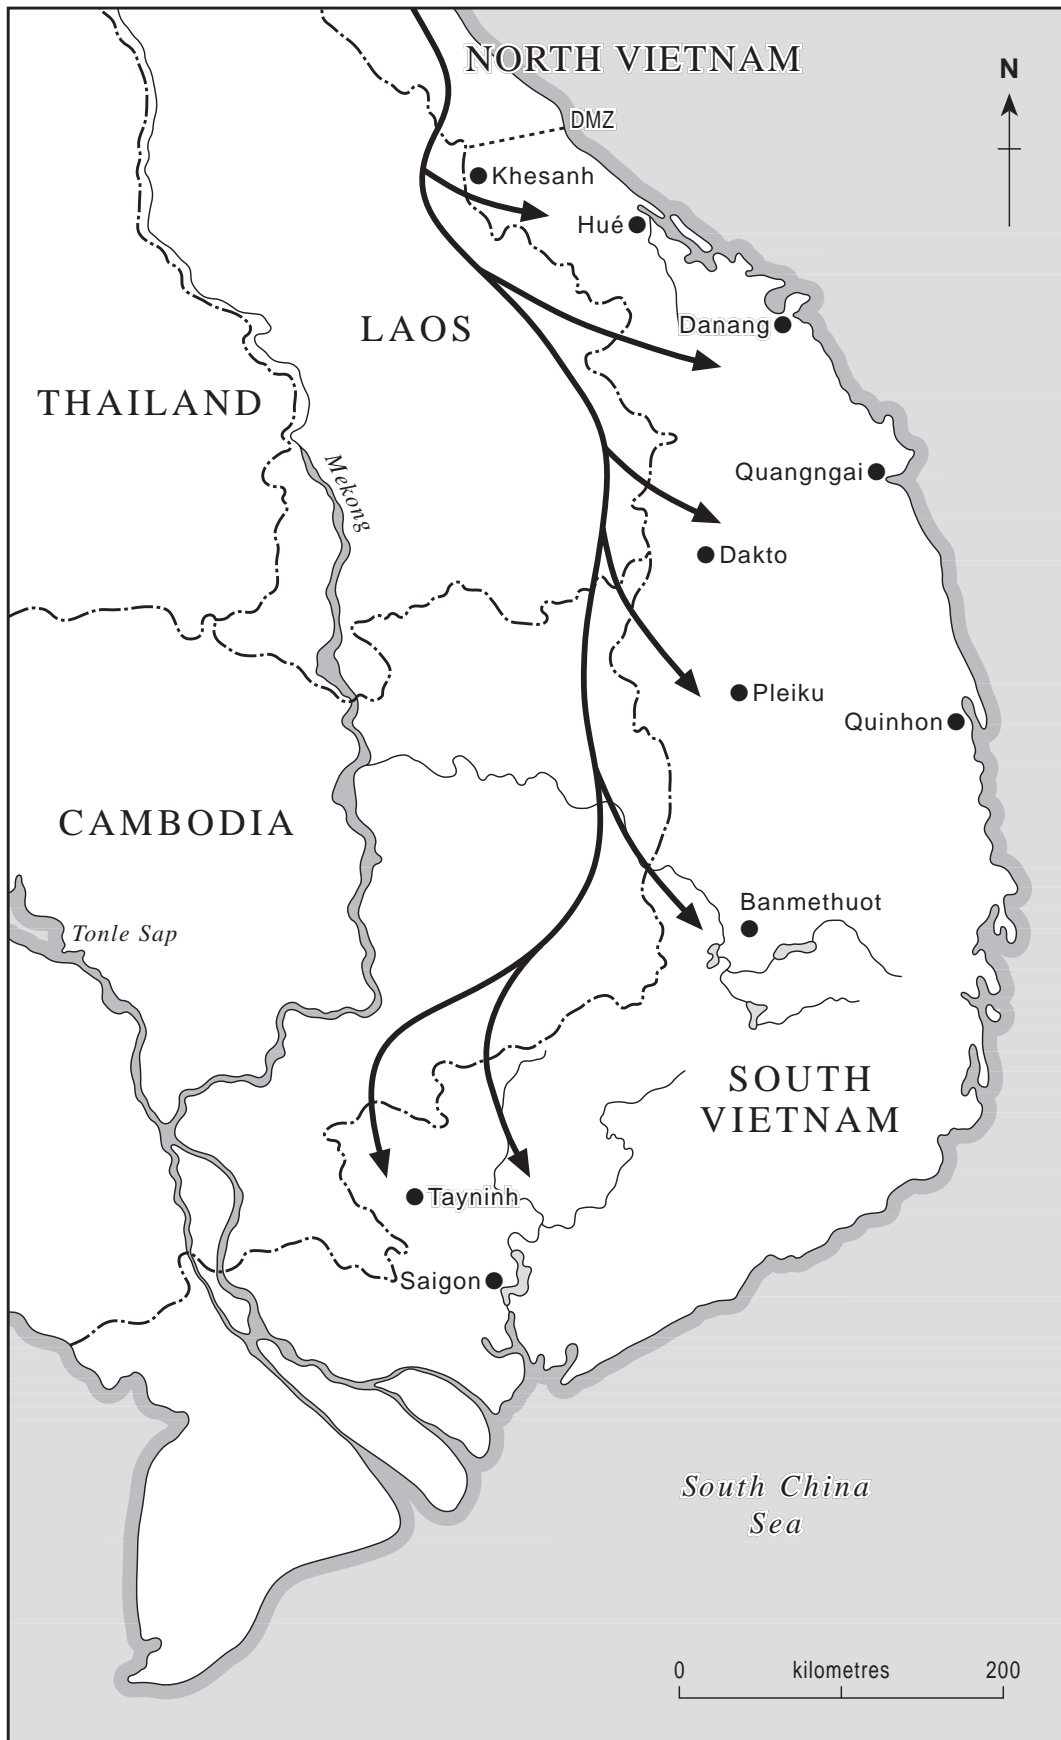 NORTH VIETNAM
N
DMZ
Khesanh
Hué
Danang
LAOS
THAILAND
Mekong
Quangngai
Dakto
Pleiku
Quinhon
CAMBODIA
Banmethuot
Tonle Sap
SOUTH
VIETNAM
Tayninh
Saigon
South China
Sea
0 kilometres 200